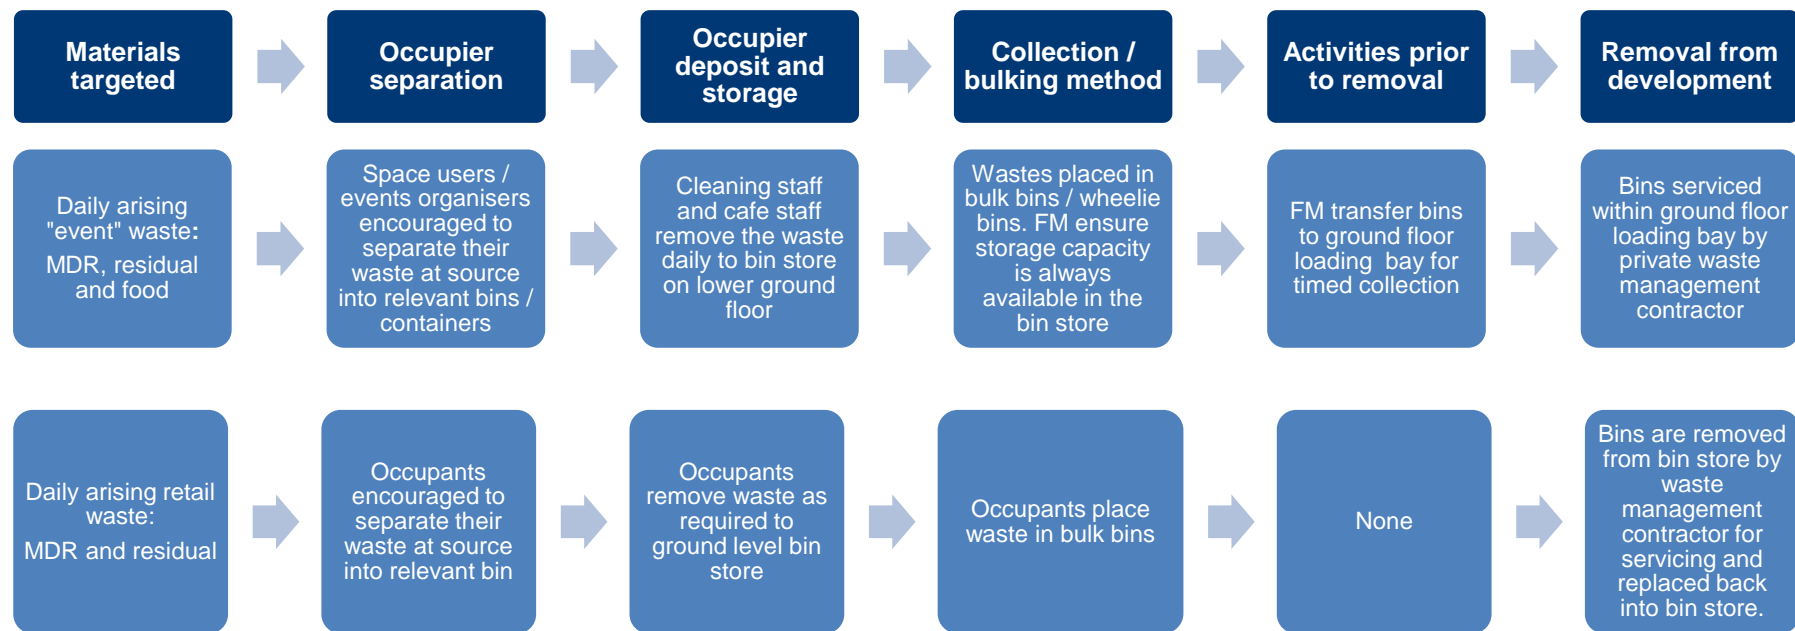 Materials
targeted
Occupier
separation
Occupier
deposit and
storage
Collection /
bulking method
Activities prior
to removal
Removal from
development
Daily arising
"event" waste:
MDR, residual
and food
Space users /
events organisers
encouraged to
separate their
waste at source
into relevant bins /
containers
Cleaning staff
and cafe staff
remove the waste
daily to bin store
on lower ground
floor
Wastes placed in
bulk bins / wheelie
bins. FM ensure
storage capacity
is always
available in the
bin store
FM transfer bins
to ground floor
loading bay for
timed collection
Bins serviced
within ground floor
loading bay by
private waste
management
contractor
Daily arising retail
waste:
MDR and residual
Occupants
encouraged to
separate their
waste at source
into relevant bin
Occupants
remove waste as
required to
ground level bin
store
Occupants place
waste in bulk bins
None
Bins are removed
from bin store by
waste
management
contractor for
servicing and
replaced back
into bin store.